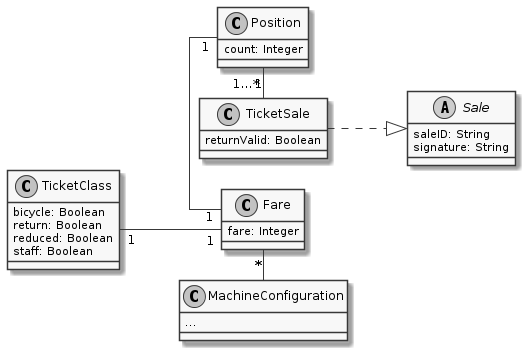 C Position
count: Integer
1
1...*1
C TicketSale
returnValid: Boolean
A Sale
saleID: String
signature: String
C TicketClass
bicycle: Boolean
return: Boolean
reduced: Boolean
staff: Boolean
C Fare
fare: Integer
1
1
1
*
C MachineConfiguration
...